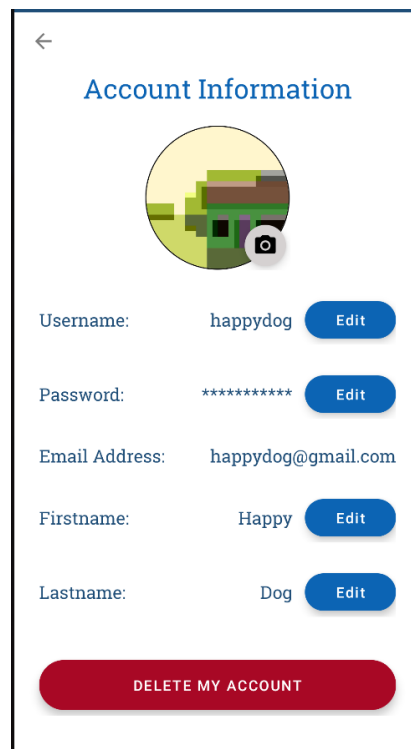 Account Information
Username: happydog Edit
Password: *********** Edit
Email Address: happydog@gmail.com
Firstname: Happy Edit
Lastname: Dog Edit
DELETE MY ACCOUNT